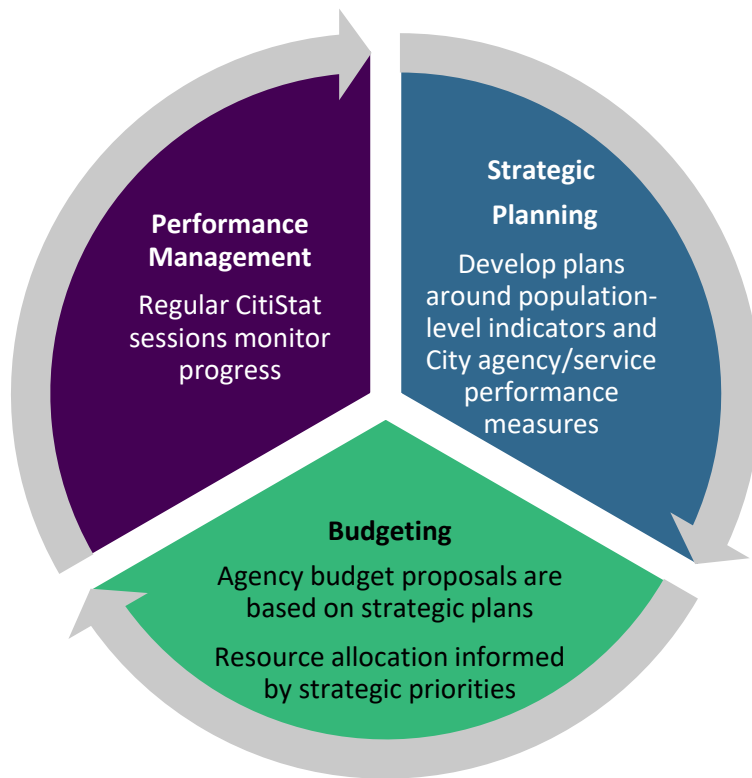 Performance
Management
Regular CitiStat
sessions monitor
progress
Strategic
Planning
Develop plans
around population-
level indicators and
City agency/service
performance
measures
Budgeting
Agency budget proposals are
based on strategic plans
Resource allocation informed
by strategic priorities